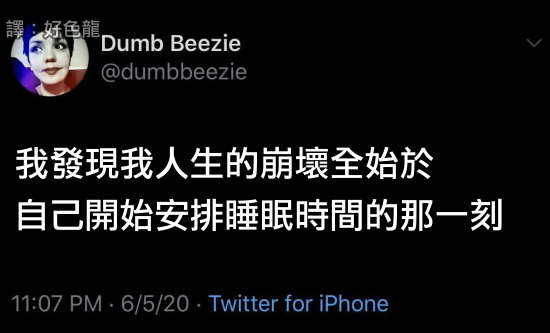 譯：好色龍
Dumb Beezie
@dumbbeezie
我發現我人生的崩壞全始於
自己開始安排睡眠時間的那一刻
11:07 PM · 6/5/20 · Twitter for iPhone